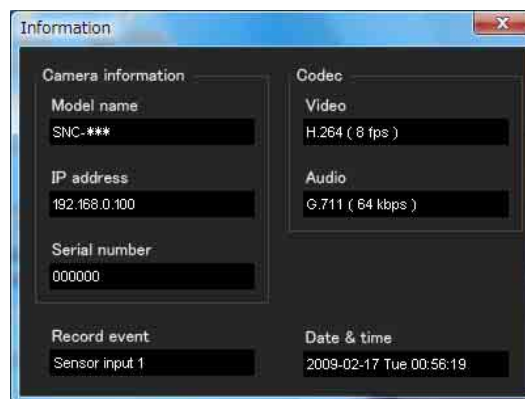 Information
Camera information
Model name
SNC-***
IP address
192.168.0.100
Serial number
000000
Codec
Video
H.264 ( 8 fps )
Audio
G.711 ( 64 kbps )
Record event
Sensor input 1
Date & time
2009-02-17 Tue 00:56:19